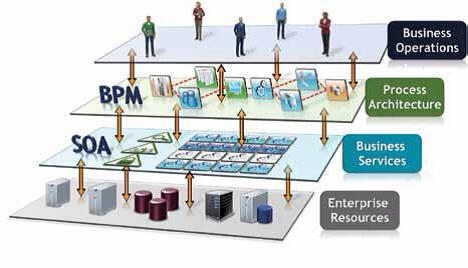 Business
Operations
BPM
Process
Architecture
SOA
Business
Services
Enterprise
Resources